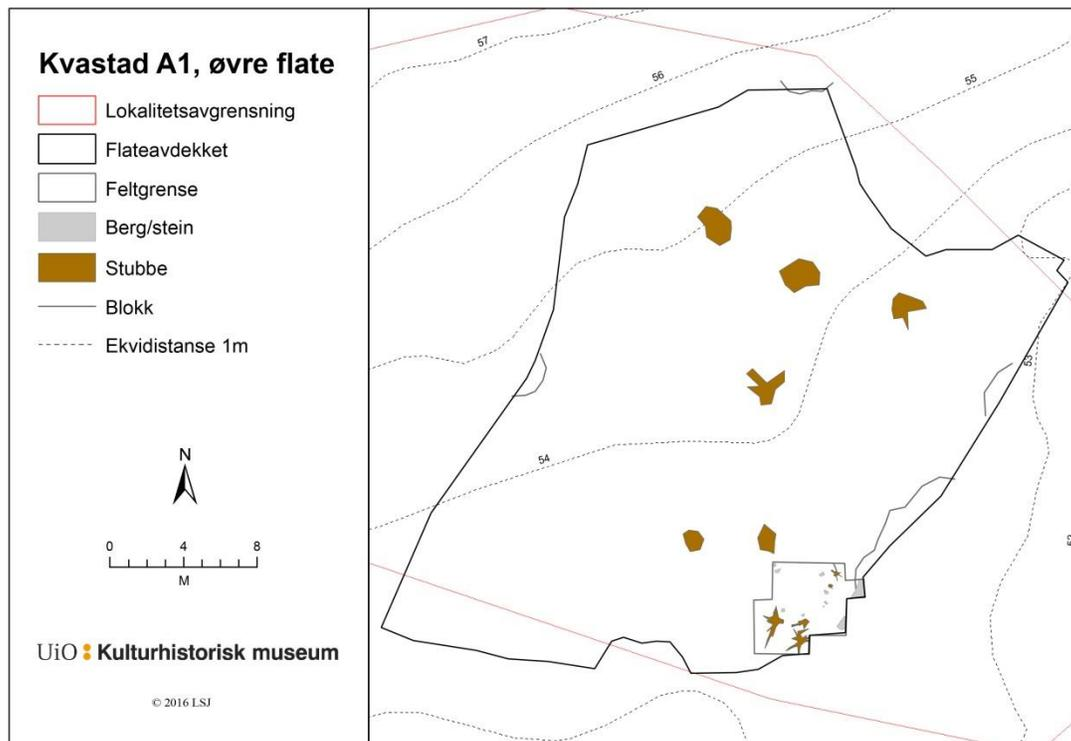 Kvastad A1, øvre flate
Lokalitetsavgrensning
Flateavdekket
Feltgrense
Berg/stein
Stubbe
Blokk
Ekvidistanse 1m
N
0 4 8
M
UiO Kulturhistorisk museum
© 2016 LSJ
57
56
55
53
54
52